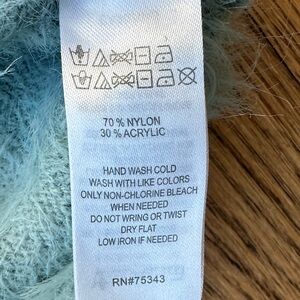 70% NYLON
30% ACRYLIC
HAND WASH COLD
WASH WITH LIKE COLORS
ONLY NON-CHLORINE BLEACH
WHEN NEEDED
DO NOT WRING OR TWIST
DRY FLAT
LOW IRON IF NEEDED
RN#75343